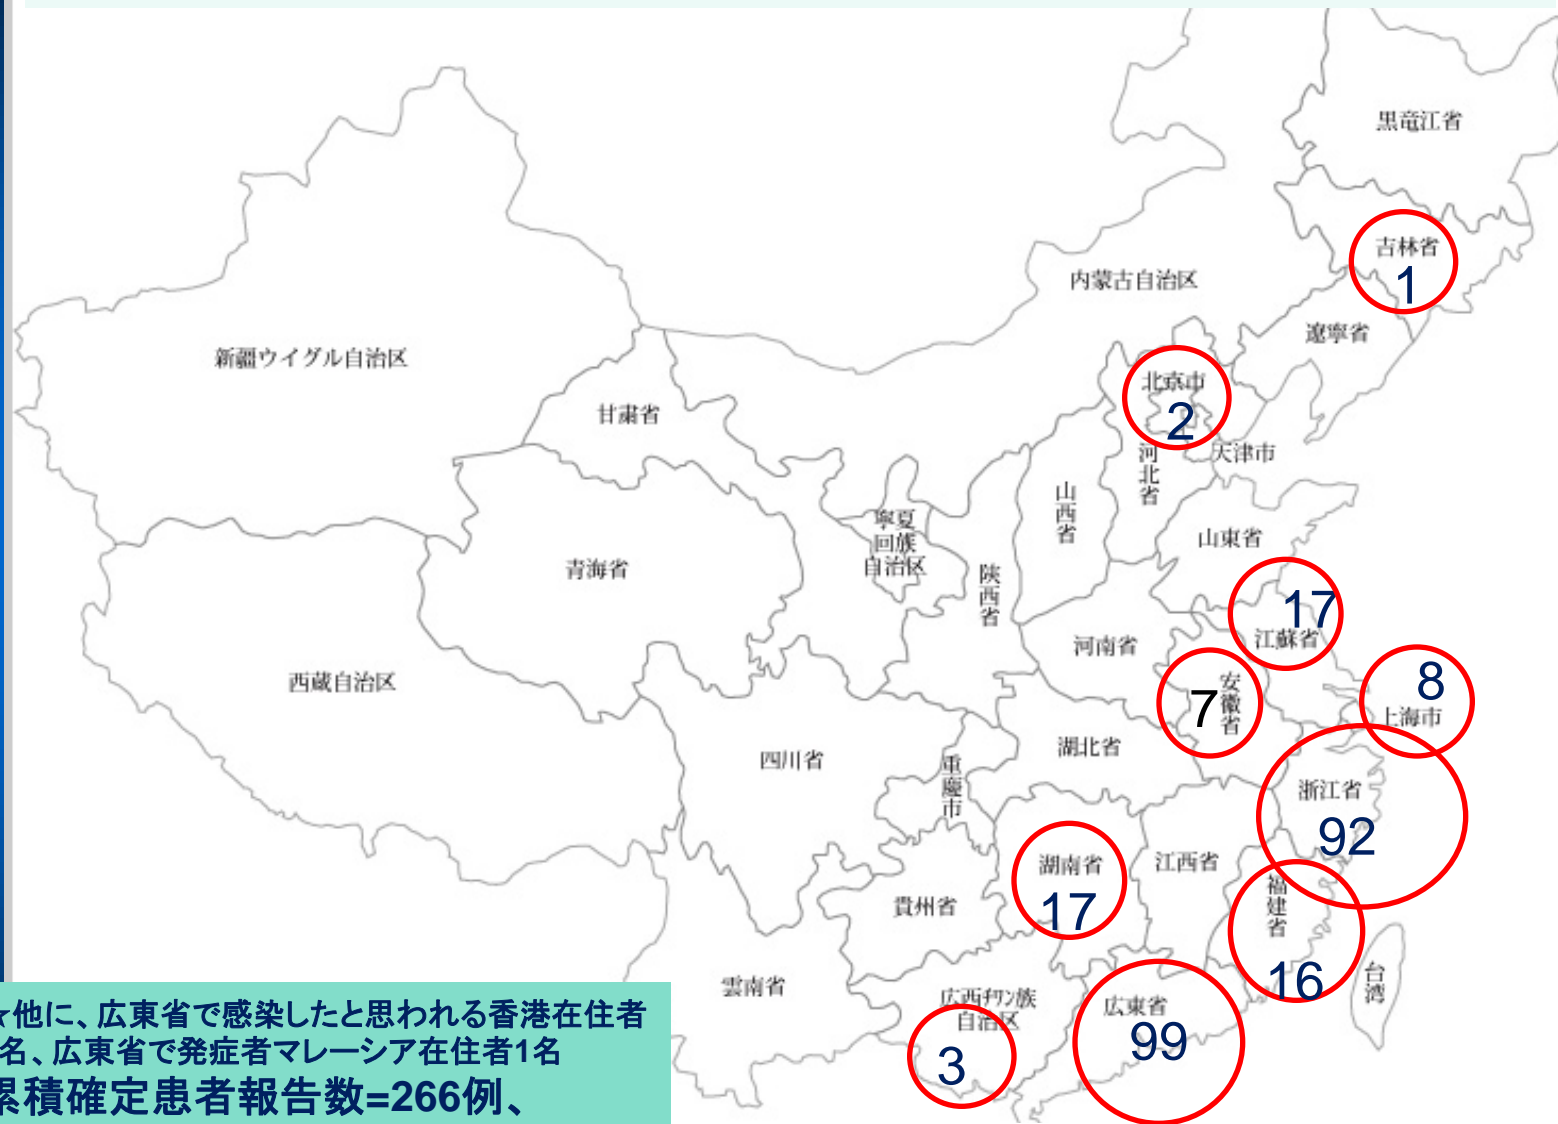 黒竜江省
吉林省
1
内蒙古自治区
遼寧省
新疆ウイグル自治区
北京市
2
甘粛省
天津市
河北省
山西省
寧夏
回族
自治区
山東省
青海省
陝西省
17
江蘇省
河南省
西蔵自治区
安徽省
7
8
上海市
湖北省
四川省
重慶市
浙江省
92
湖南省
17
江西省
貴州省
福建省
16
雲南省
台湾
広西チワン族
自治区
3
広東省
99
☆他に、広東省で感染したと思われる香港在住者
名、広東省で発症者マレーシア在住者1名
累積確定患者報告数=266例、